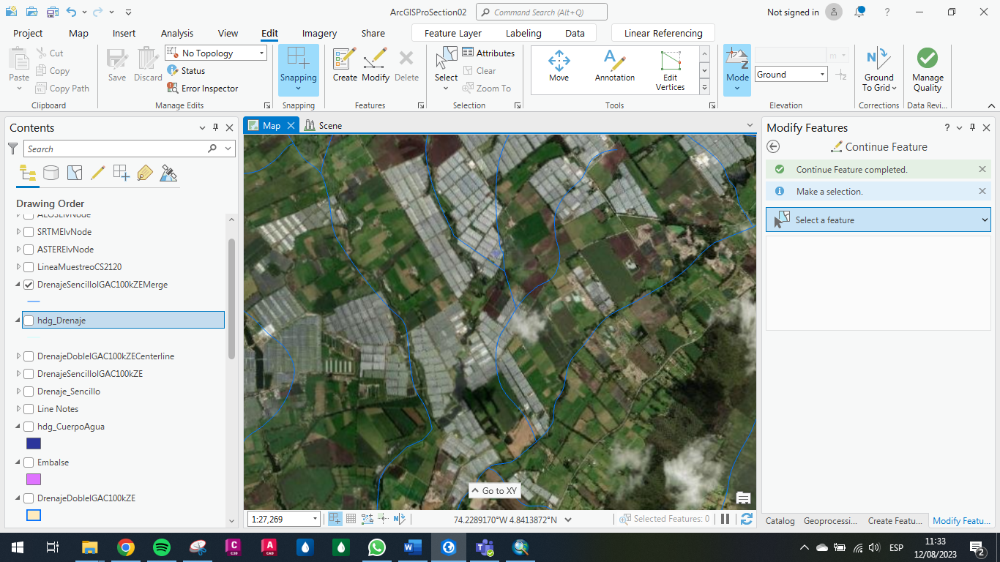 ArcGISProSection02
Command Search (Alt+Q)
Not signed in
?
Project
Map
Insert
Analysis
View
Edit
Imagery
Share
Feature Layer
Labeling
Data
Linear Referencing
Paste
Cut
Copy
Copy Path
Clipboard
Save
Discard
No Topology
Status
Error Inspector
Manage Edits
Snapping
Snapping
Create
Modify
Delete
Features
Select
Attributes
Clear
Zoom To
Selection
Move
Annotation
Edit
Vertices
Tools
Mode
m
Ground
Elevation
Ground
To Grid
Corrections
Manage
Quality
Data Revi...
Contents
Search
Drawing Order
ALOSElvNode
SRTMElvNode
ASTERElvNode
LineaMuestreoCS2120
DrenajeSencilloIGAC100kZEMerge
hdg_Drenaje
DrenajeDobleIGAC100kZECenterline
DrenajeSencilloIGAC100kZE
Drenaje_Sencillo
Line Notes
hdg_CuerpoAgua
Embalse
DrenajeDobleIGAC100kZE
Map
Scene
Go to XY
1:27,269
74.2289170°W 4.8413872°N
Selected Features: 0
Modify Features
?
Continue Feature
Continue Feature completed.
Make a selection.
Select a feature
Catalog
Geoprocessi...
Create Featu...
Modify Featu...
C
C3D
A
CAD
W
ESP
11:33
12/08/2023
2